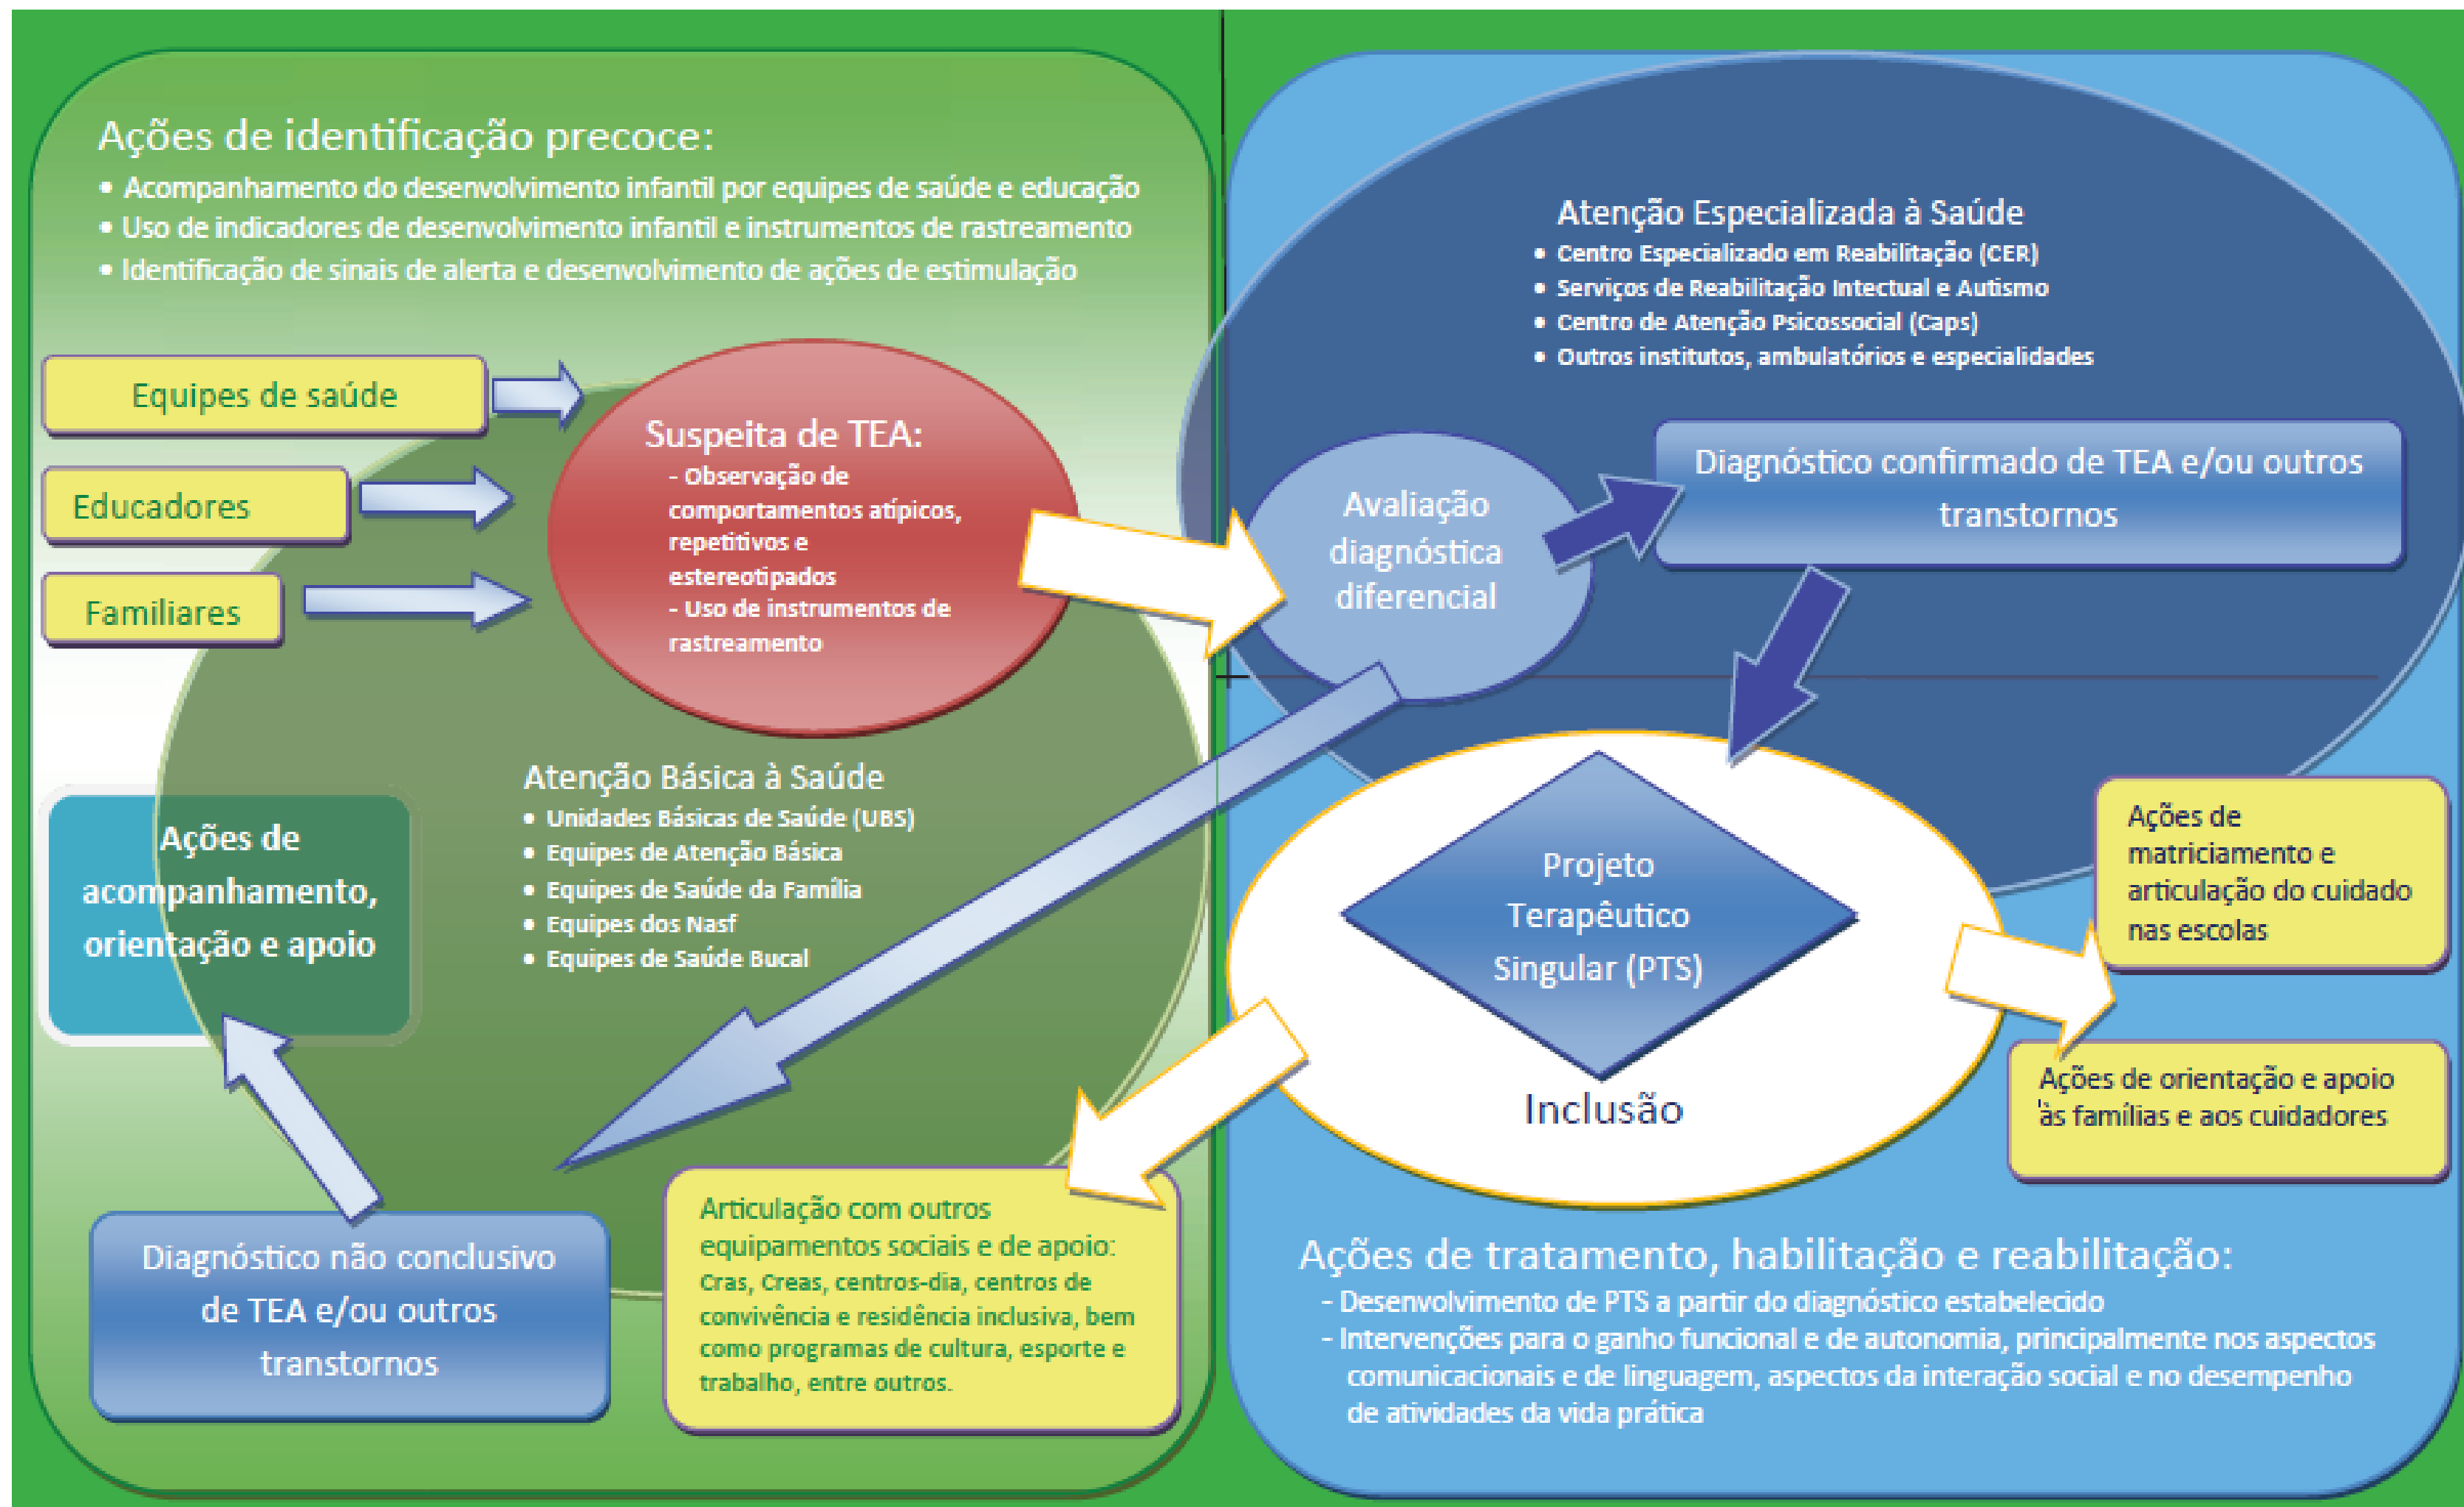 Ações de identificação precoce:
• Acompanhamento do desenvolvimento infantil por equipes de saúde e educação
• Uso de indicadores de desenvolvimento infantil e instrumentos de rastreamento
• Identificação de sinais de alerta e desenvolvimento de ações de estimulação
Equipes de saúde
Educadores
Familiares
Suspeita de TEA:
- Observação de
comportamentos atípicos,
repetitivos e
estereotipados
- Uso de instrumentos de
rastreamento
Atenção Básica à Saúde
• Unidades Básicas de Saúde (UBS)
• Equipes de Atenção Básica
• Equipes de Saúde da Família
• Equipes dos Nasf
• Equipes de Saúde Bucal
Ações de
acompanhamento,
orientação e apoio
Diagnóstico não conclusivo
de TEA e/ou outros
transtornos
Articulação com outros
equipamentos sociais e de apoio:
Cras, Creas, centros-dia, centros de
convivência e residência inclusiva, bem
como programas de cultura, esporte e
trabalho, entre outros.
Atenção Especializada à Saúde
• Centro Especializado em Reabilitação (CER)
• Serviços de Reabilitação Intectual e Autismo
• Centro de Atenção Psicossocial (Caps)
• Outros institutos, ambulatórios e especialidades
Avaliação
diagnóstica
diferencial
Diagnóstico confirmado de TEA e/ou outros
transtornos
Projeto
Terapêutico
Singular (PTS)
Inclusão
Ações de
matriciamento e
articulação do cuidado
nas escolas
Ações de orientação e apoio
às famílias e aos cuidadores
Ações de tratamento, habilitação e reabilitação:
- Desenvolvimento de PTS a partir do diagnóstico estabelecido
- Intervenções para o ganho funcional e de autonomia, principalmente nos aspectos
comunicacionais e de linguagem, aspectos da interação social e no desempenho
de atividades da vida prática